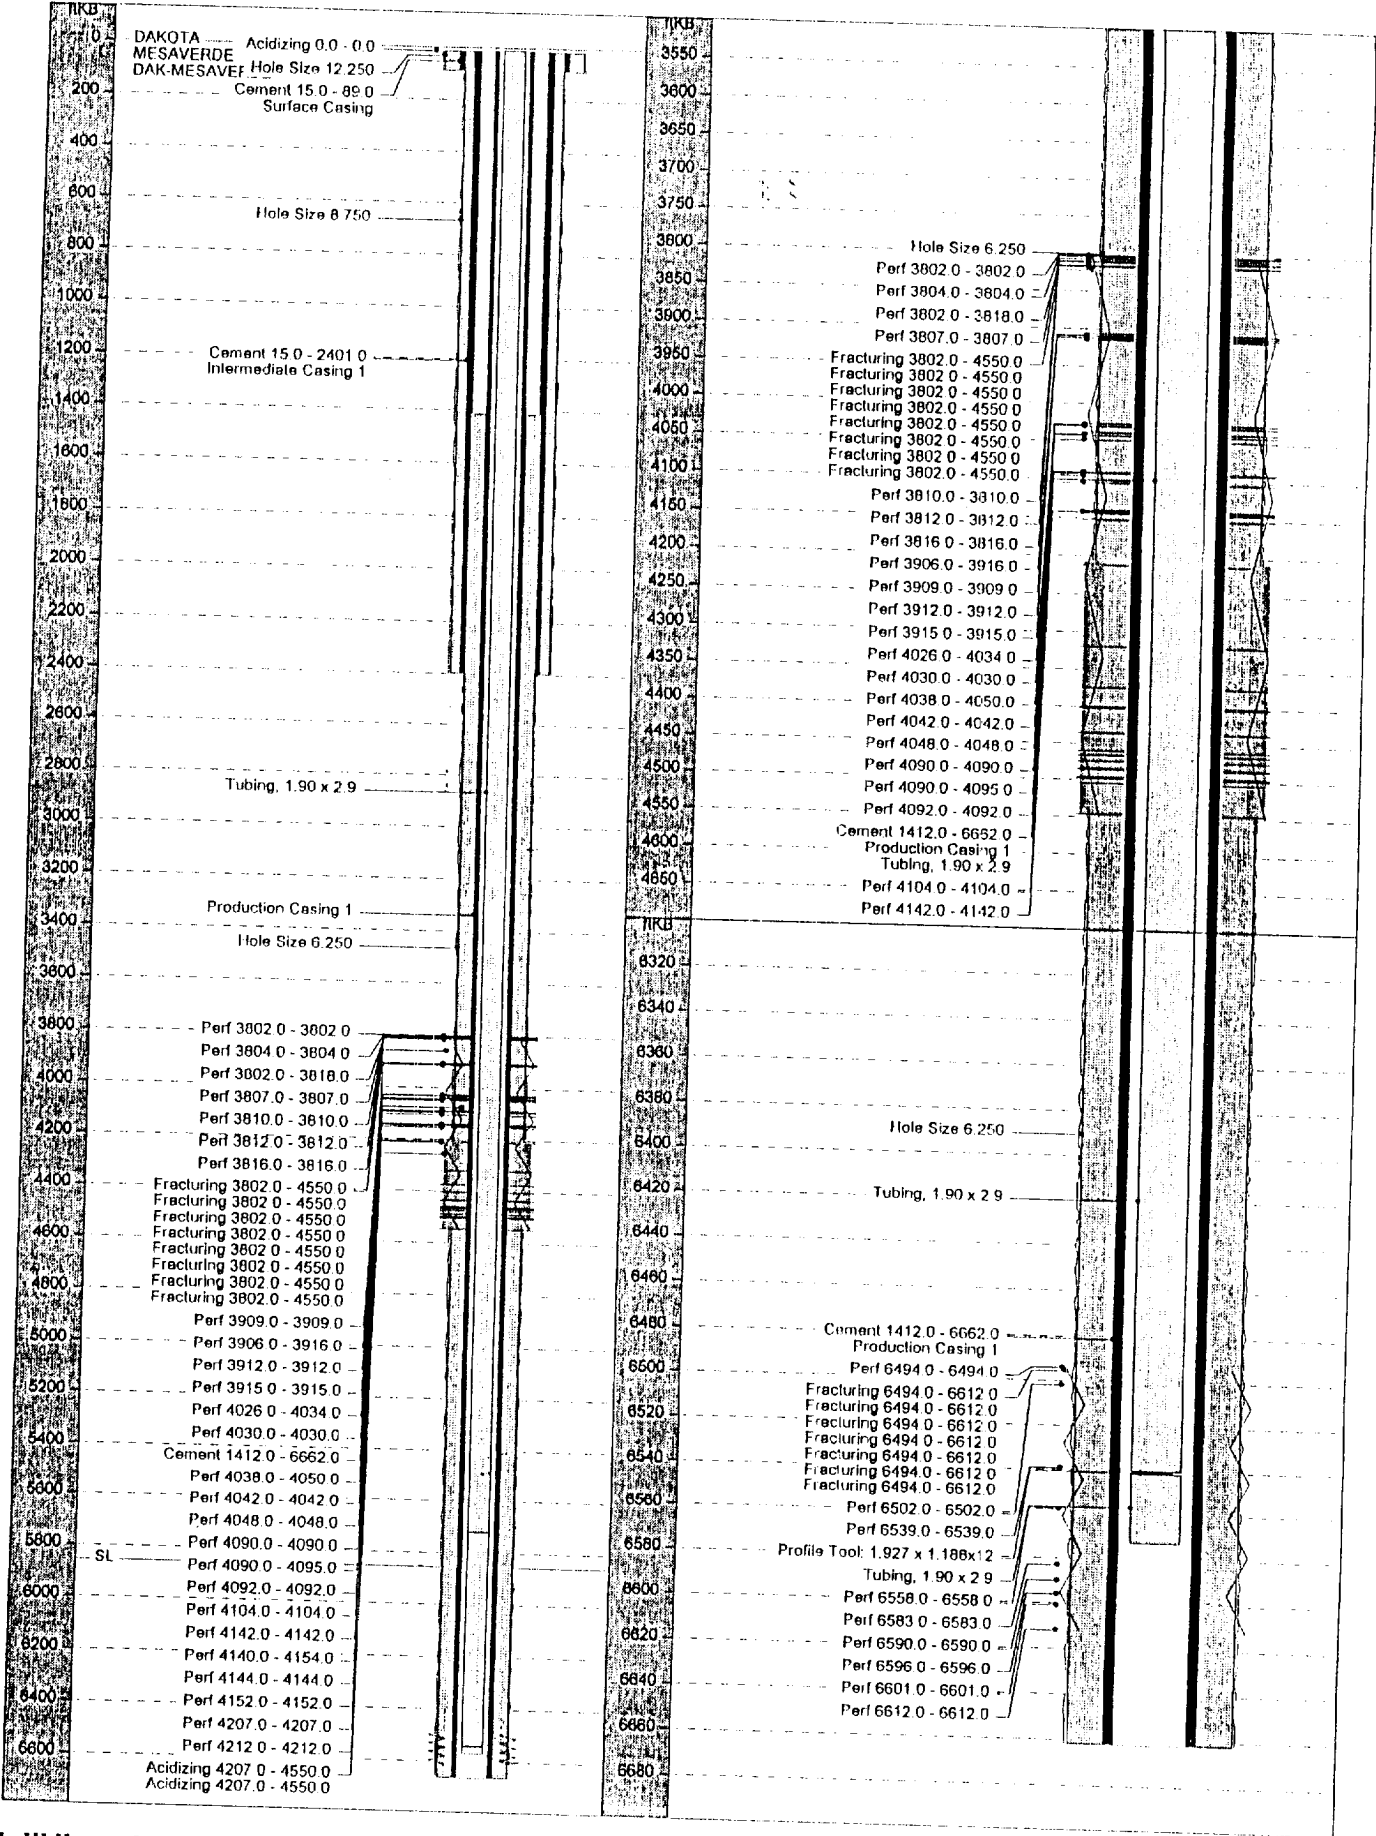 ftKB
0
DAKOTA
MESAVERDE
DAK-MESAVER
Acidizing 0.0 - 0.0
Hole Size 12.250
Cement 15.0 - 89.0
Surface Casing
200
400
600
Hole Size 8.750
800
1000
1200
Cement 15.0 - 2401.0
Intermediate Casing 1
1400
1600
1800
2000
2200
2400
2600
2800
Tubing, 1.90 x 2.9
3000
3200
Production Casing 1
3400
Hole Size 6.250
3600
3800
Perf 3802.0 - 3802.0
Perf 3804.0 - 3804.0
4000
Perf 3802.0 - 3818.0
Perf 3807.0 - 3807.0
Perf 3810.0 - 3810.0
4200
Perf 3812.0 - 3812.0
Perf 3816.0 - 3816.0
4400
Fracturing 3802.0 - 4550.0
Fracturing 3802.0 - 4550.0
Fracturing 3802.0 - 4550.0
4600
Fracturing 3802.0 - 4550.0
Fracturing 3802.0 - 4550.0
Fracturing 3802.0 - 4550.0
4800
Fracturing 3802.0 - 4550.0
Fracturing 3802.0 - 4550.0
Perf 3909.0 - 3909.0
5000
Perf 3906.0 - 3916.0
Perf 3912.0 - 3912.0
5200
Perf 3915.0 - 3915.0
Perf 4026.0 - 4034.0
5400
Perf 4030.0 - 4030.0
Cement 1412.0 - 6662.0
Perf 4038.0 - 4050.0
5600
Perf 4042.0 - 4042.0
Perf 4048.0 - 4048.0
5800
Perf 4090.0 - 4090.0
SL
Perf 4090.0 - 4095.0
6000
Perf 4092.0 - 4092.0
Perf 4104.0 - 4104.0
Perf 4142.0 - 4142.0
6200
Perf 4140.0 - 4154.0
Perf 4144.0 - 4144.0
6400
Perf 4152.0 - 4152.0
Perf 4207.0 - 4207.0
6600
Perf 4212.0 - 4212.0
Acidizing 4207.0 - 4550.0
Acidizing 4207.0 - 4550.0
ftKB
3550
3600
3650
3700
3750
3800
Hole Size 6.250
Perf 3802.0 - 3802.0
3850
Perf 3804.0 - 3804.0
3900
Perf 3802.0 - 3818.0
Perf 3807.0 - 3807.0
3950
Fracturing 3802.0 - 4550.0
Fracturing 3802.0 - 4550.0
4000
Fracturing 3802.0 - 4550.0
Fracturing 3802.0 - 4550.0
4050
Fracturing 3802.0 - 4550.0
Fracturing 3802.0 - 4550.0
Fracturing 3802.0 - 4550.0
4100
Fracturing 3802.0 - 4550.0
Perf 3810.0 - 3810.0
4150
Perf 3812.0 - 3812.0
4200
Perf 3816.0 - 3816.0
Perf 3906.0 - 3916.0
4250
Perf 3909.0 - 3909.0
Perf 3912.0 - 3912.0
4300
Perf 3915.0 - 3915.0
4350
Perf 4026.0 - 4034.0
Perf 4030.0 - 4030.0
4400
Perf 4038.0 - 4050.0
Perf 4042.0 - 4042.0
4450
Perf 4048.0 - 4048.0
4500
Perf 4090.0 - 4090.0
Perf 4090.0 - 4095.0
4550
Perf 4092.0 - 4092.0
4600
Cement 1412.0 - 6662.0
Production Casing 1
Tubing, 1.90 x 2.9
4650
Perf 4104.0 - 4104.0
Perf 4142.0 - 4142.0
ftKB
6320
6340
6360
6380
Hole Size 6.250
6400
6420
Tubing, 1.90 x 2.9
6440
6460
6480
Cement 1412.0 - 6662.0
Production Casing 1
6500
Perf 6494.0 - 6494.0
Fracturing 6494.0 - 6612.0
6520
Fracturing 6494.0 - 6612.0
Fracturing 6494.0 - 6612.0
Fracturing 6494.0 - 6612.0
6540
Fracturing 6494.0 - 6612.0
Fracturing 6494.0 - 6612.0
Fracturing 6494.0 - 6612.0
6560
Perf 6502.0 - 6502.0
Perf 6539.0 - 6539.0
6580
Profile Tool: 1.927 x 1.188x12
Tubing, 1.90 x 2.9
6600
Perf 6558.0 - 6558.0
Perf 6583.0 - 6583.0
6620
Perf 6590.0 - 6590.0
Perf 6596.0 - 6596.0
6640
Perf 6601.0 - 6601.0
Perf 6612.0 - 6612.0
6660
6680